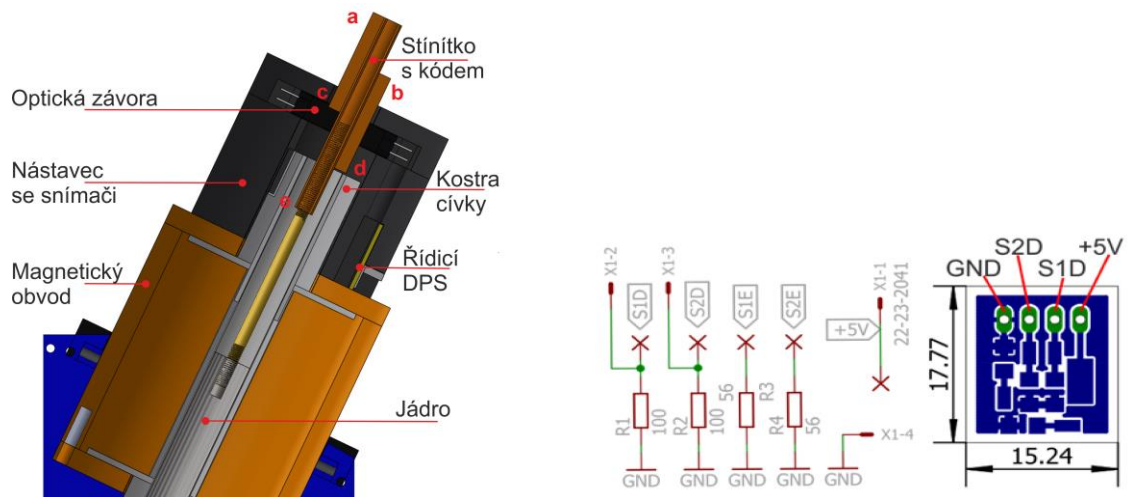 a
Stínítko
s kódem
c
b
Optická závora
d
Nástavec
se snímači
Kostra
cívky
e
Řídicí
DPS
Magnetický
obvod
Jádro
X1-2
X1-3
S1D
S2D
S1E
S2E
+5V
X1-1
22-23-2041
R1
100
R2
100
56
R3
R4
56
X1-4
GND
GND
GND
GND
GND
S2D
+5V
GND
S1D
17.77
15.24